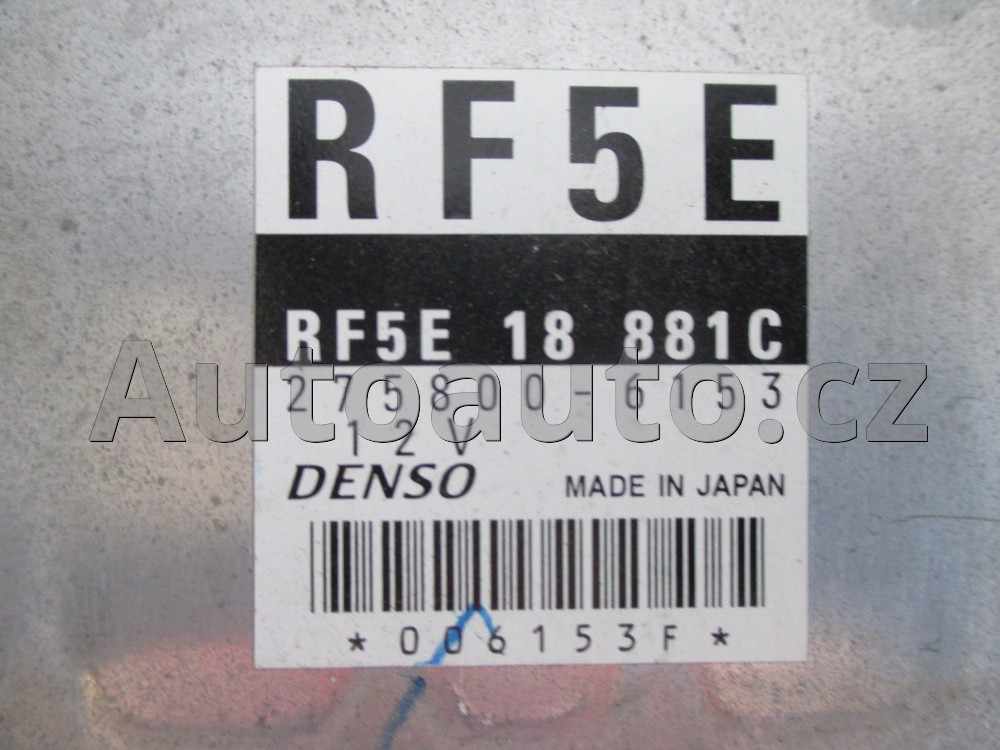 RF5E
RF5E 18 881C
275800-6153
12V
DENSO MADE IN JAPAN
*006153F*
Autoauto.cz